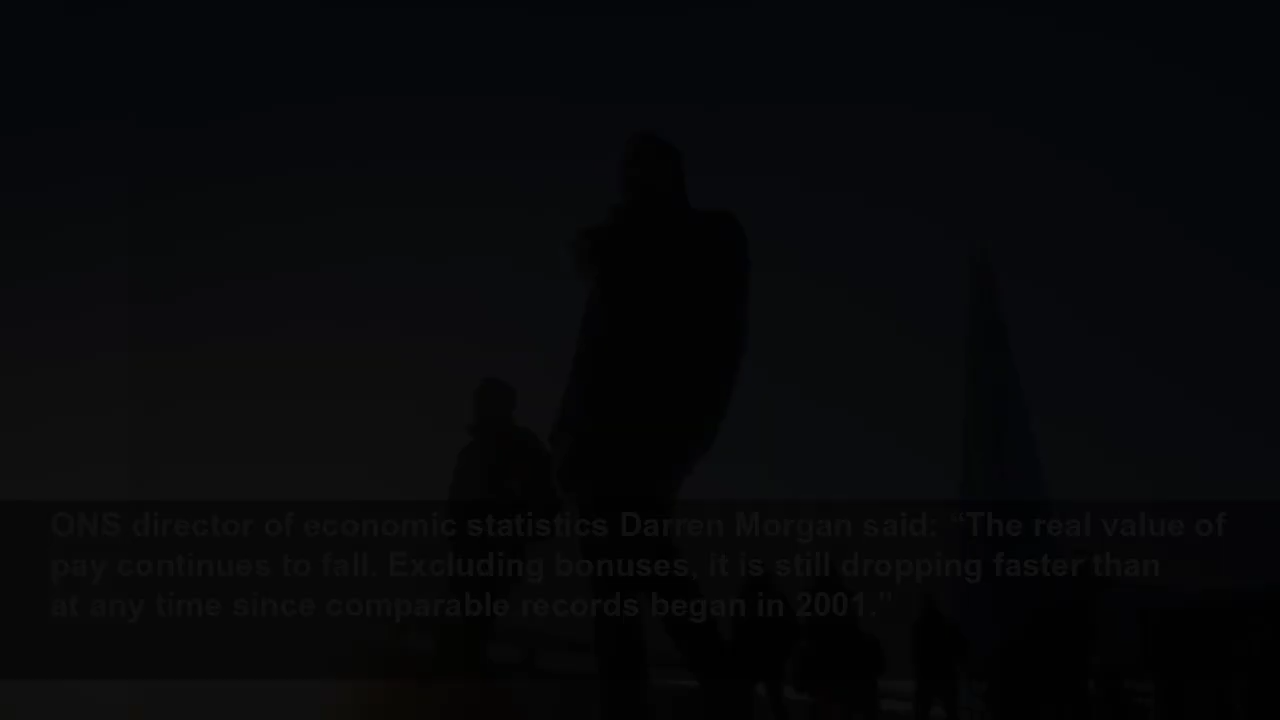 ONS director of economic statistics Darren Morgan said: “The real value of
pay continues to fall. Excluding bonuses, it is still dropping faster than
at any time since comparable records began in 2001.”